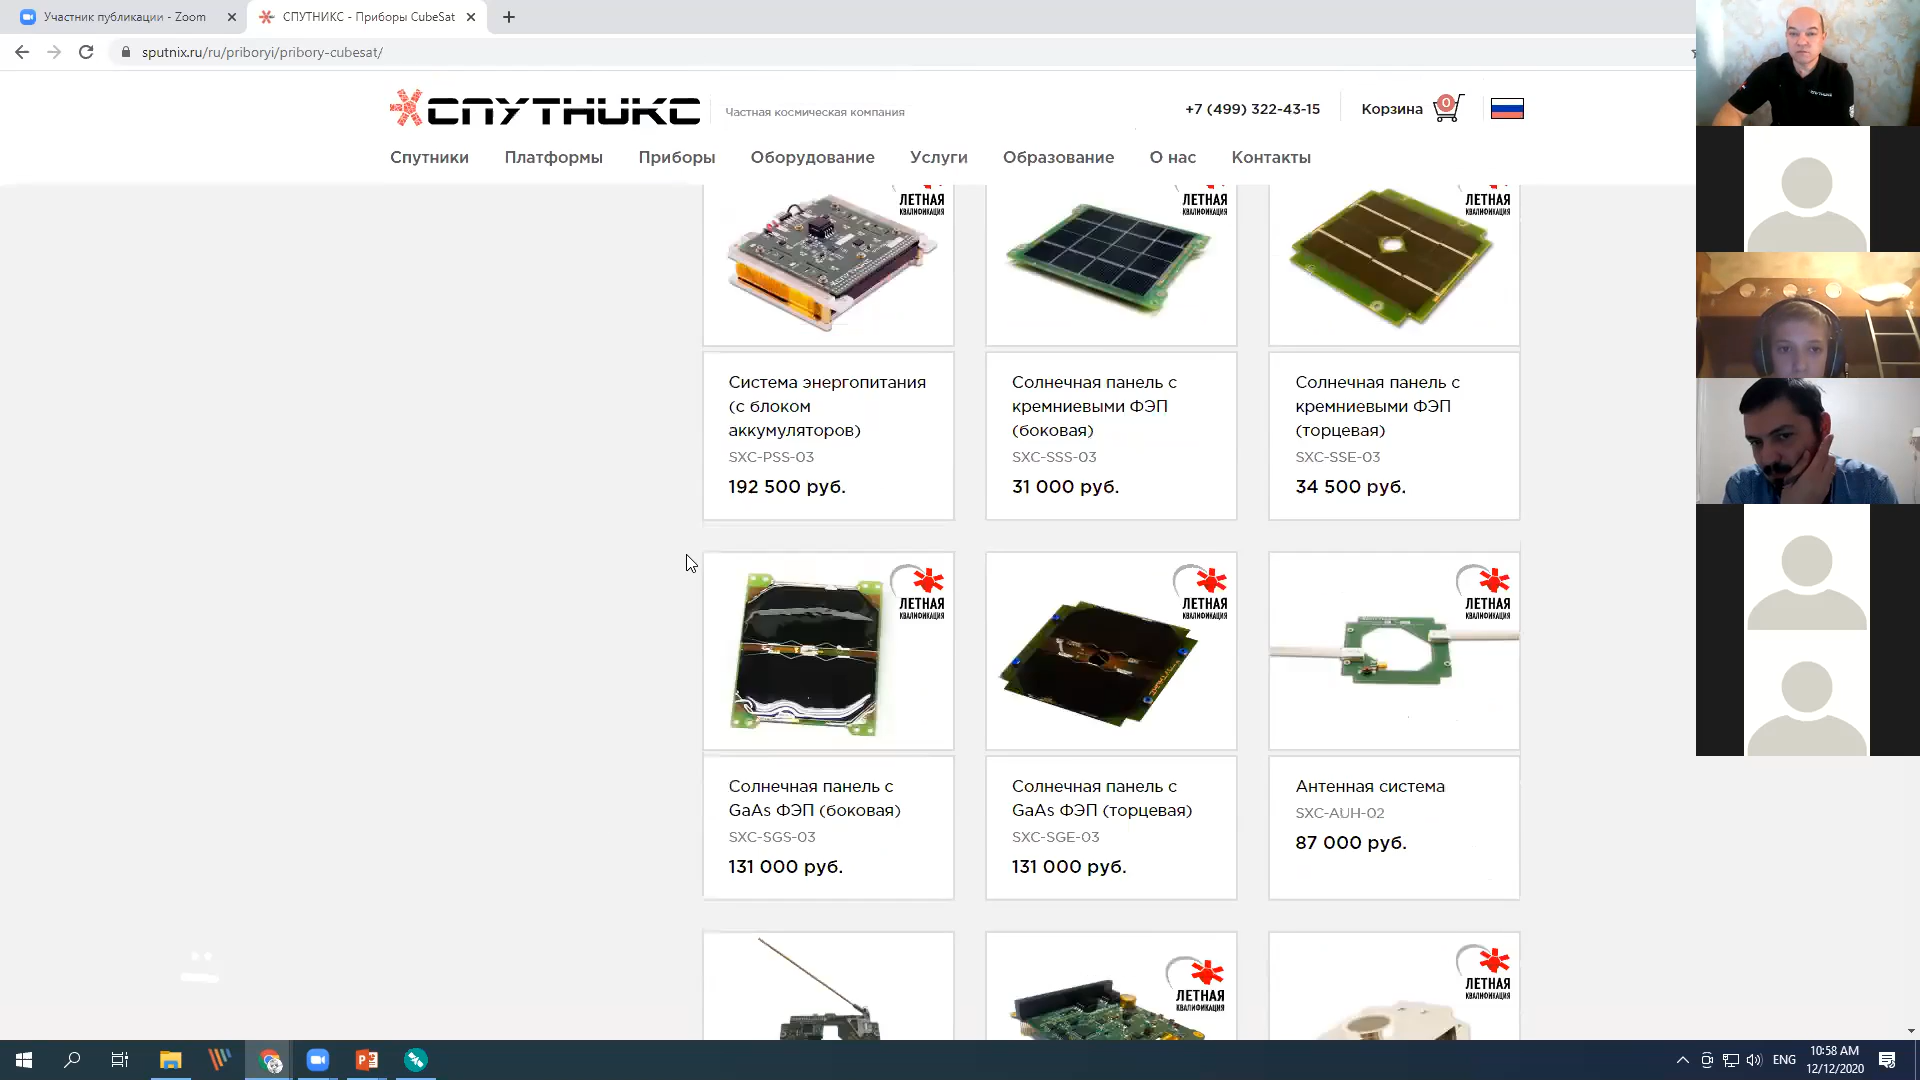 Участник публикации - Zoom
СПУТНИКС - Приборы CubeSat
sputnix.ru/ru/priboryi/pribory-cubesat/
СПУТНИКС
Частная космическая компания
+7 (499) 322-43-15
Корзина
0
Спутники
Платформы
Приборы
Оборудование
Услуги
Образование
О нас
Контакты
ЛЕТНАЯ
КВАЛИФИКАЦИЯ
ЛЕТНАЯ
КВАЛИФИКАЦИЯ
ЛЕТНАЯ
КВАЛИФИКАЦИЯ
Система энергопитания
(с блоком
аккумуляторов)
SXC-PSS-03
192 500 руб.
Солнечная панель с
кремниевыми ФЭП
(боковая)
SXC-SSS-03
31 000 руб.
Солнечная панель с
кремниевыми ФЭП
(торцевая)
SXC-SSE-03
34 500 руб.
ЛЕТНАЯ
КВАЛИФИКАЦИЯ
ЛЕТНАЯ
КВАЛИФИКАЦИЯ
ЛЕТНАЯ
КВАЛИФИКАЦИЯ
Солнечная панель с
GaAs ФЭП (боковая)
SXC-SGS-03
131 000 руб.
Солнечная панель с
GaAs ФЭП (торцевая)
SXC-SGE-03
131 000 руб.
Антенная система
SXC-AUH-02
87 000 руб.
ЛЕТНАЯ
КВАЛИФИКАЦИЯ
ЛЕТНАЯ
КВАЛИФИКАЦИЯ
ENG
10:58 AM
12/12/2020